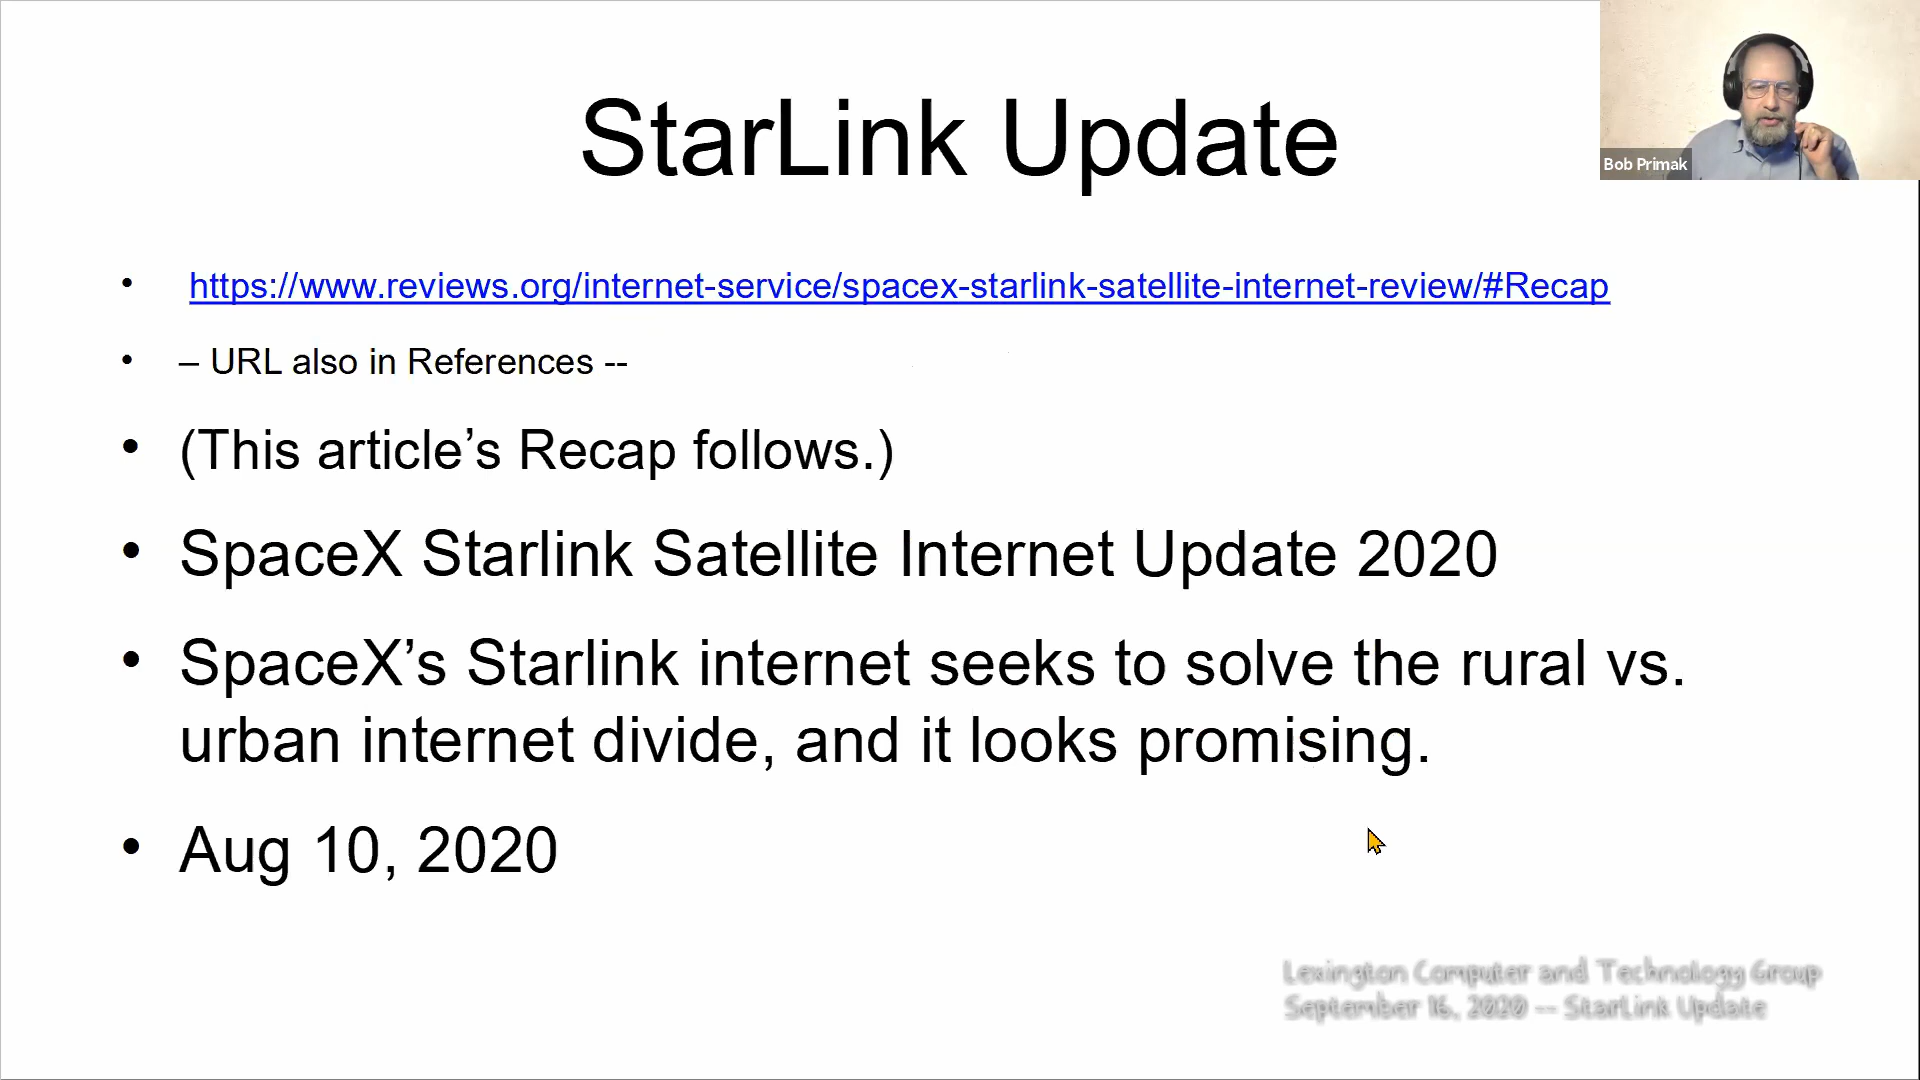 StarLink Update
Bob Primak
• https://www.reviews.org/internet-service/spacex-starlink-satellite-internet-review/#Recap
• – URL also in References --
• (This article’s Recap follows.)
• SpaceX Starlink Satellite Internet Update 2020
• SpaceX’s Starlink internet seeks to solve the rural vs.
urban internet divide, and it looks promising.
• Aug 10, 2020
Lexington Computer and Technology Group
September 16, 2020 -- StarLink Update